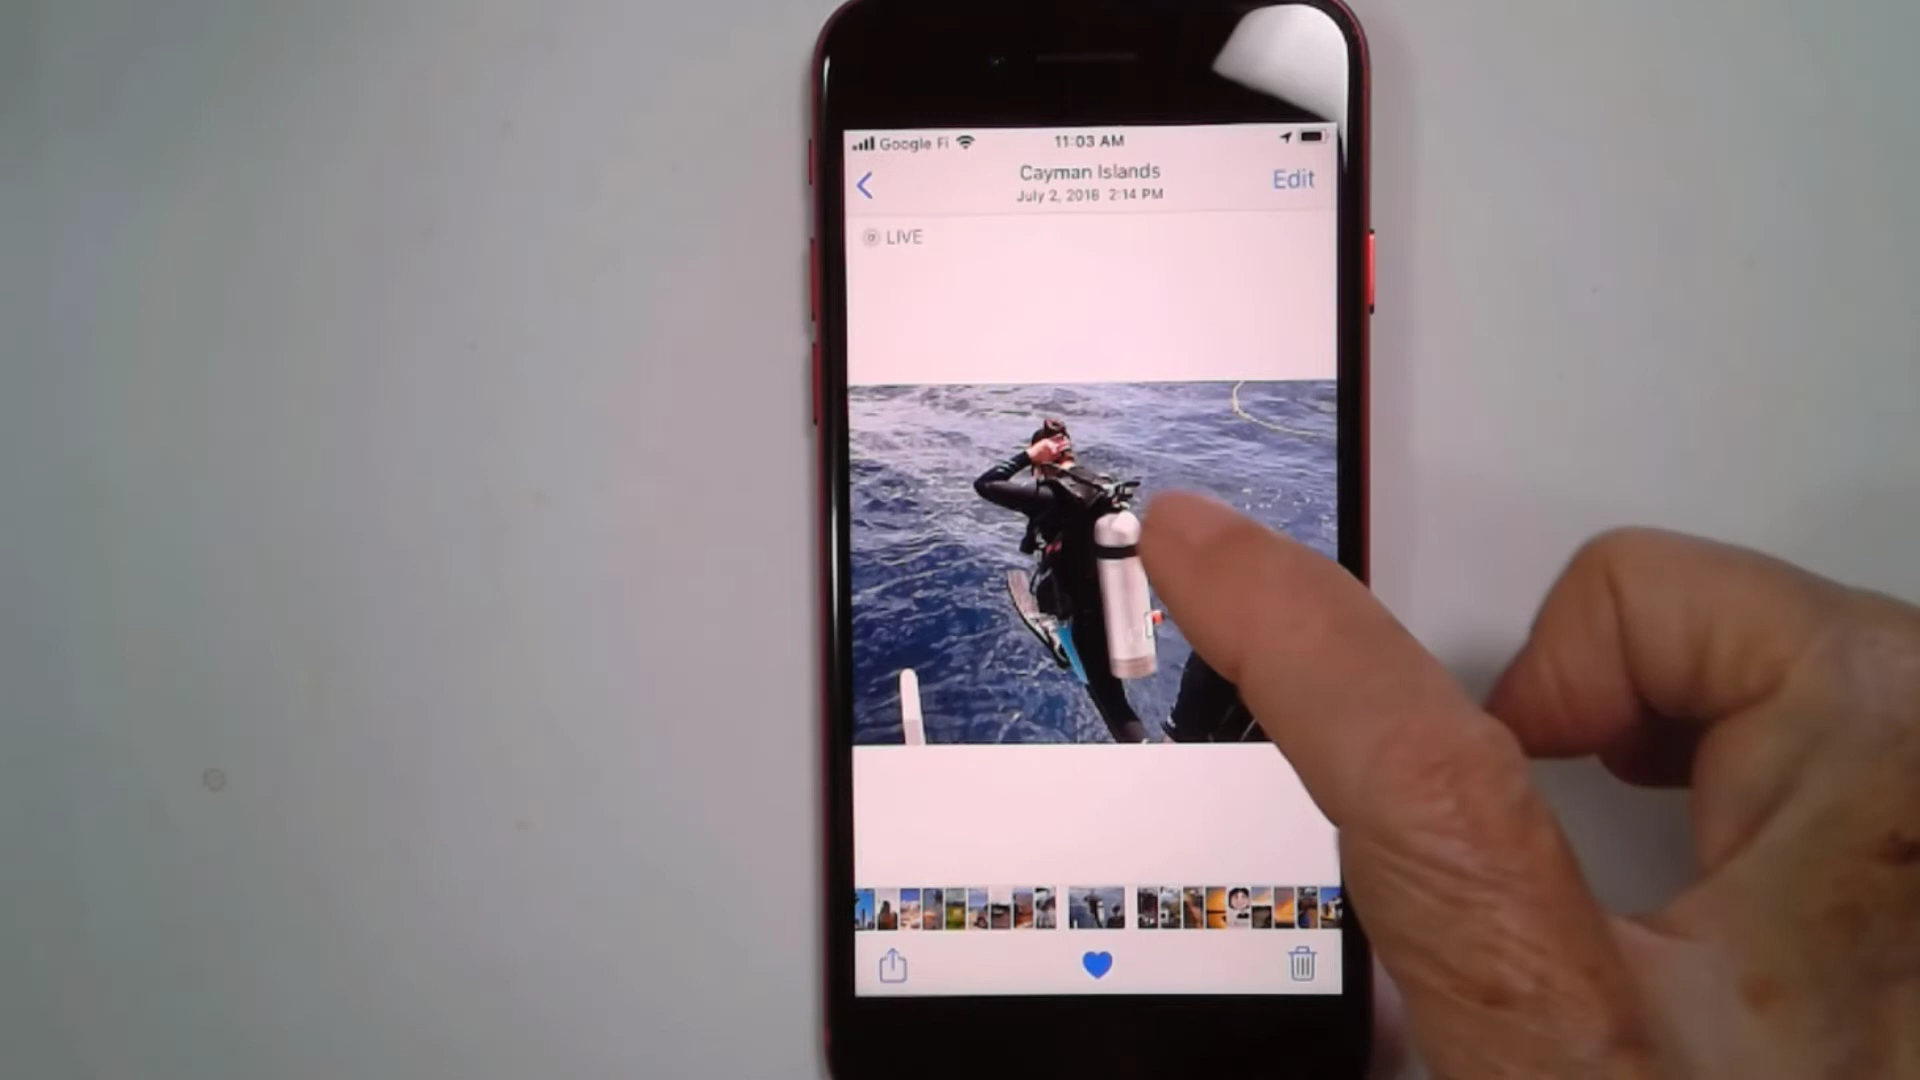 Google Fi 11:03 AM
Cayman Islands
July 2, 2018 2:14 PM
Edit
LIVE